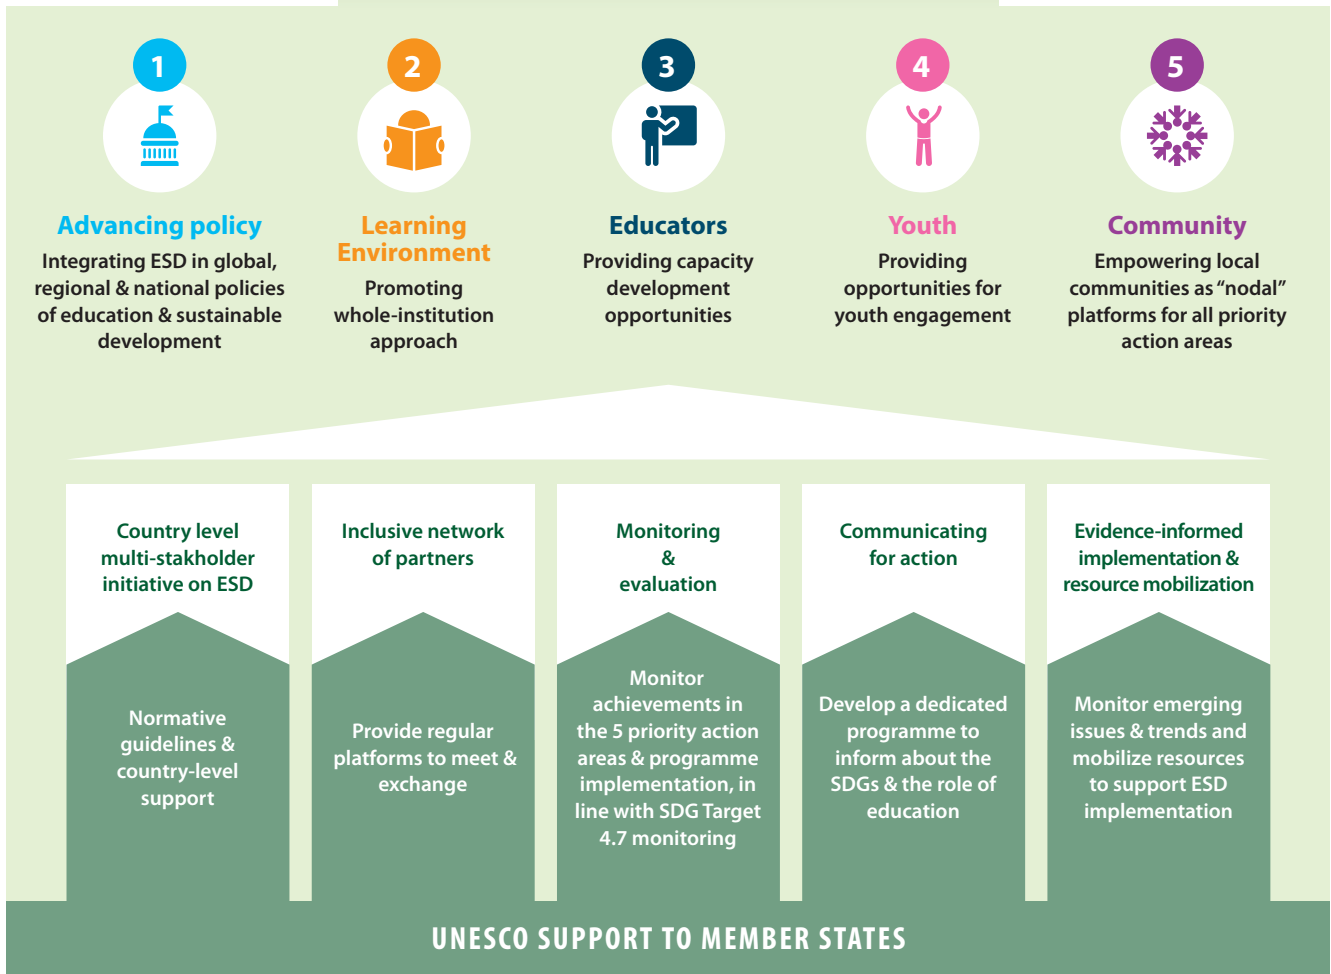 1
Advancing policy
Integrating ESD in global,
regional & national policies
of education & sustainable
development
2
Learning
Environment
Promoting
whole-institution
approach
3
Educators
Providing capacity
development
opportunities
4
Youth
Providing
opportunities for
youth engagement
5
Community
Empowering local
communities as “nodal”
platforms for all priority
action areas
Country level
multi-stakholder
initiative on ESD
Normative
guidelines &
country-level
support
Inclusive network
of partners
Provide regular
platforms to meet &
exchange
Monitoring
&
evaluation
Monitor
achievements in
the 5 priority action
areas & programme
implementation, in
line with SDG Target
4.7 monitoring
Communicating
for action
Develop a dedicated
programme to
inform about the
SDGs & the role of
education
Evidence-informed
implementation &
resource mobilization
Monitor emerging
issues & trends and
mobilize resources
to support ESD
implementation
UNESCO SUPPORT TO MEMBER STATES